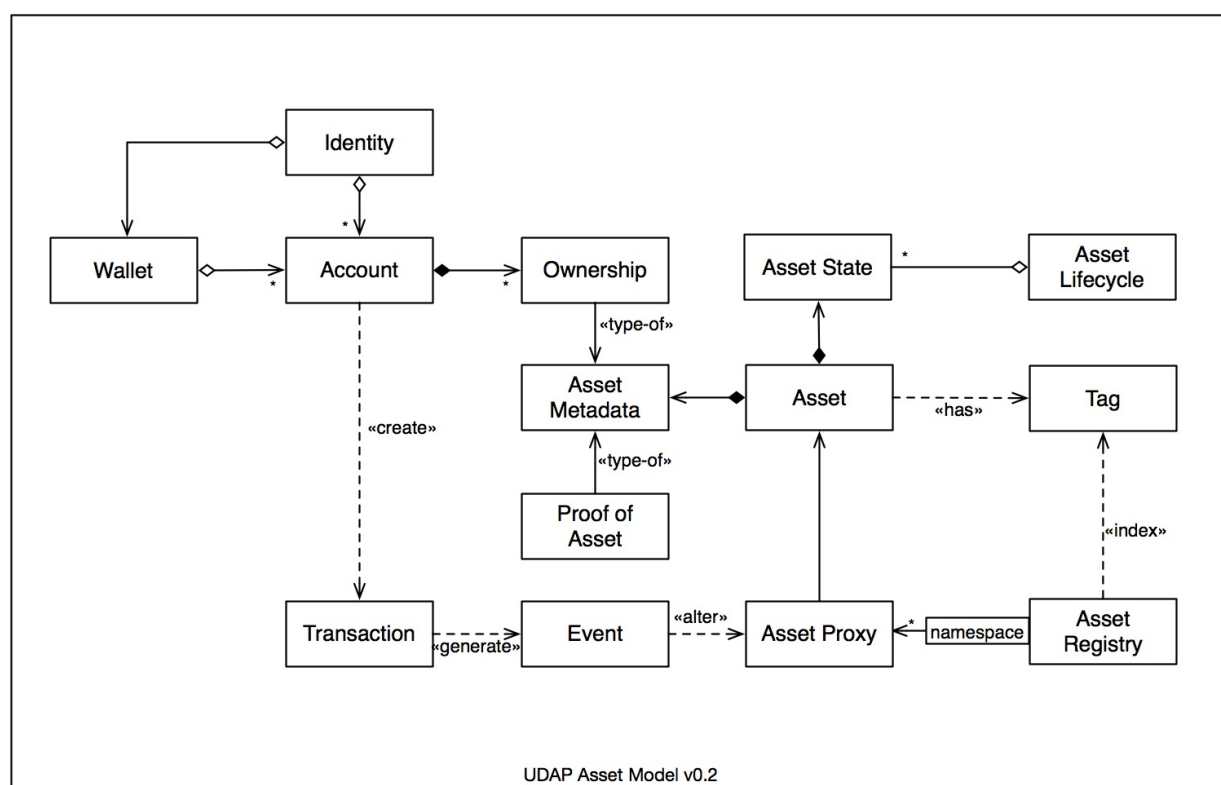 Identity
*
Wallet
*
Account
*
Ownership
Asset State
*
Asset
Lifecycle
«type-of»
Asset
Metadata
Asset
«has»
Tag
«create»
«type-of»
Proof of
Asset
«index»
Transaction
«generate»
Event
«alter»
Asset Proxy
*
namespace
Asset
Registry
UDAP Asset Model v0.2